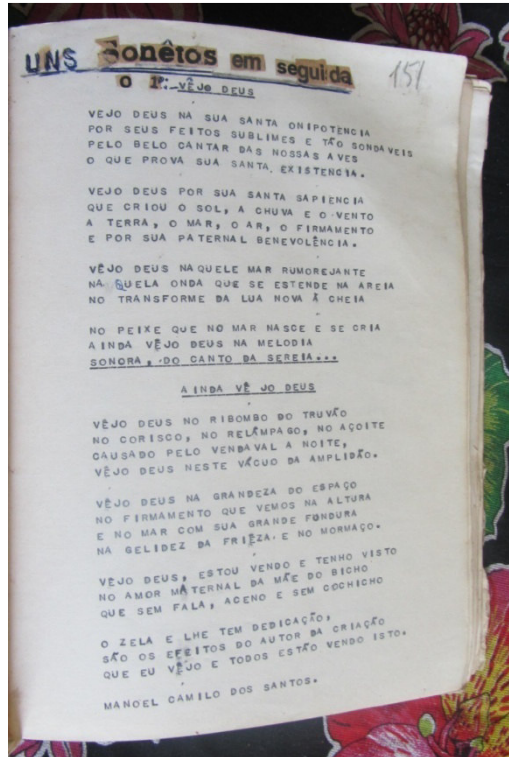 UNS Sonêtos em seguida
151
O 1º. VÊJO DEUS
VEJO DEUS NA SUA SANTA ONIPOTENCIA
POR SEUS FEITOS SUBLIMES E TÃO SONDAVEIS
PELO BELO CANTAR DAS NOSSAS AVES
O QUE PROVA SUA SANTA EXISTENCIA.
VEJO DEUS POR SUA SANTA SAPIENCIA
QUE CRIOU O SOL, A CHUVA E O VENTO
A TERRA, O MAR, O AR, O FIRMAMENTO
E POR SUA PATERNAL BENEVOLÊNCIA.
VÊJO DEUS NAQUELE MAR RUMOREJANTE
NA QUELA ONDA QUE SE ESTENDE NA AREIA
NO TRANSFORME DA LUA NOVA Á CHEIA
NO PEIXE QUE NO MAR NASCE E SE CRIA
AINDA VÊJO DEUS NA MELODIA
SONORA, DO CANTO DA SEREIA...
AINDA VÊ JO DEUS
VÊJO DEUS NO RIBOMBO DO TRUVÃO
NO CORISCO, NO RELÂMPAGO, NO AÇOITE
CAUSADO PELO VENDAVAL A NOITE,
VÊJO DEUS NESTE VÁCUO DA AMPLIDÃO.
VÊJO DEUS NA GRANDEZA DO ESPAÇO
NO FIRMAMENTO QUE VEMOS NA ALTURA
E NO MAR COM SUA GRANDE FUNDURA
NA GELIDEZ DA FRIÊZA E NO MORMAÇO.
VÊJO DEUS, ESTOU VENDO E TENHO VISTO
NO AMOR MATERNAL DA MÃE DO BICHO
QUE SEM FALA, ACENO E SEM COCHICHO
O ZELA E LHE TEM DEDICAÇÃO,
SÃO OS EFEITOS DO AUTOR DA CRIAÇÃO
QUE EU VÊJO E TODOS ESTÃO VENDO ISTO.
MANOEL CAMILO DOS SANTOS.